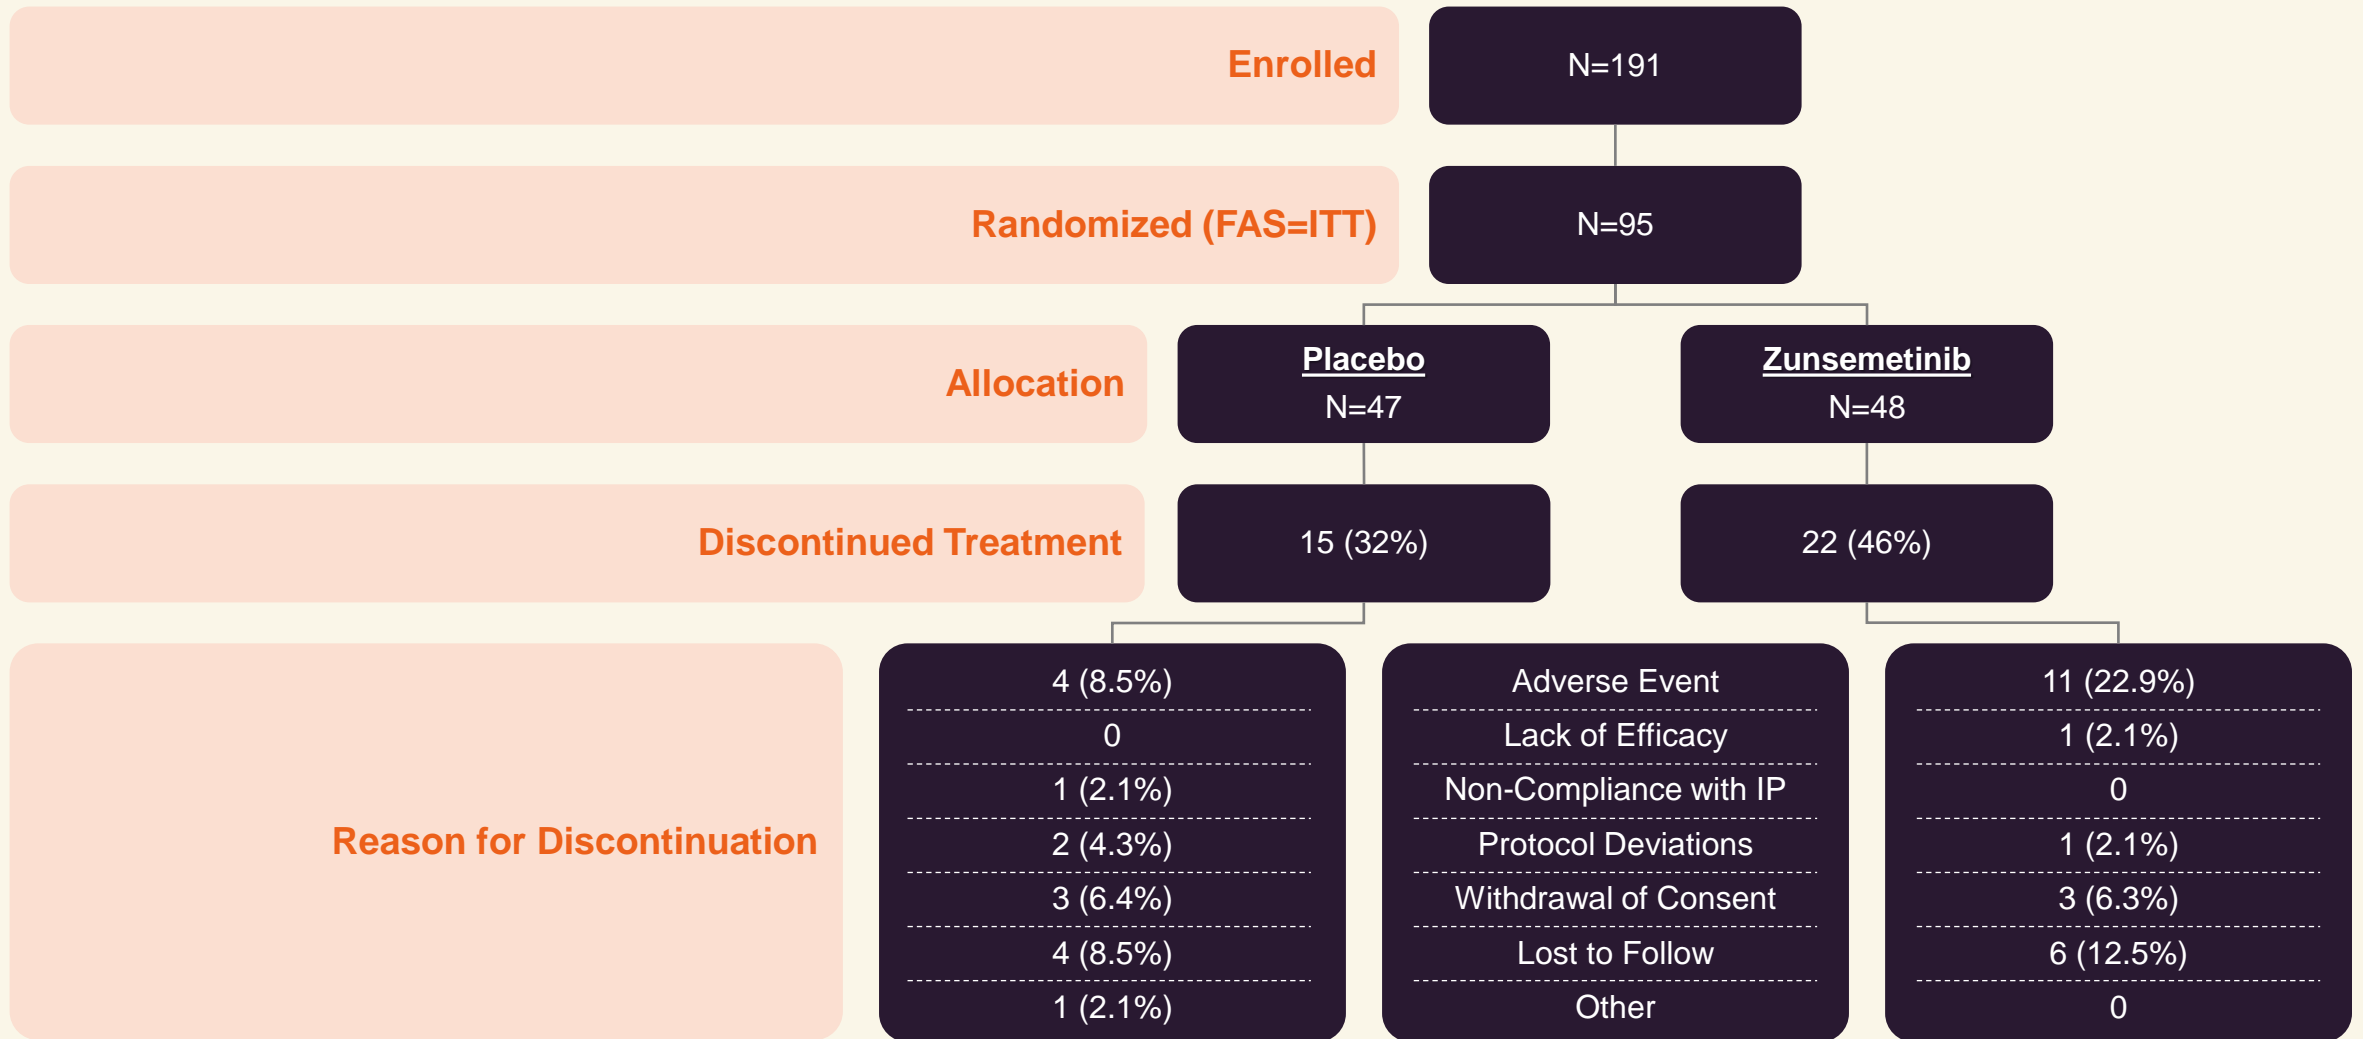 Enrolled
N=191
Randomized (FAS=ITT)
N=95
Allocation
Placebo
N=47
Zunsemetinib
N=48
Discontinued Treatment
15 (32%)
22 (46%)
Reason for Discontinuation
4 (8.5%)
Adverse Event
11 (22.9%)
0
Lack of Efficacy
1 (2.1%)
1 (2.1%)
Non-Compliance with IP
0
2 (4.3%)
Protocol Deviations
1 (2.1%)
3 (6.4%)
Withdrawal of Consent
3 (6.3%)
4 (8.5%)
Lost to Follow
6 (12.5%)
1 (2.1%)
Other
0